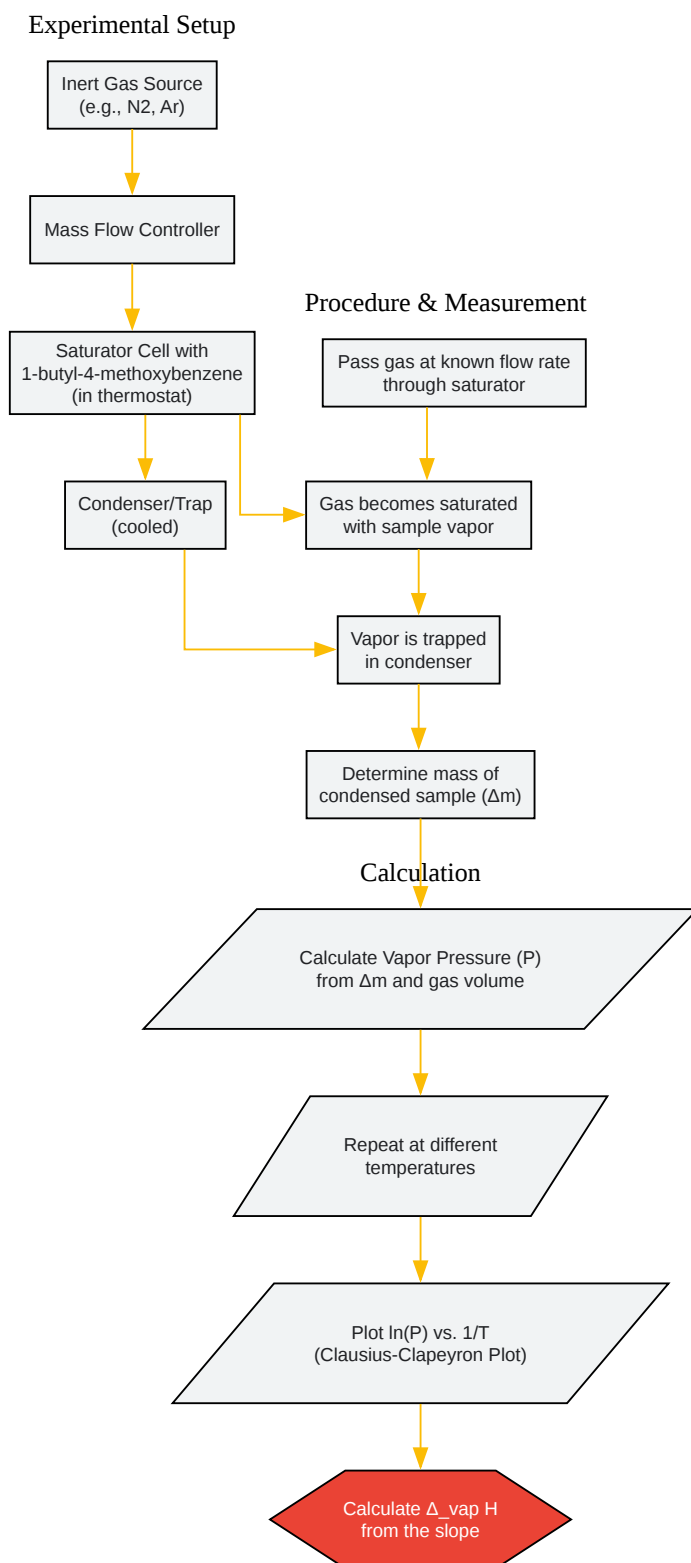 Experimental Setup
Inert Gas Source
(e.g., N2, Ar)
Mass Flow Controller
Saturator Cell with
1-butyl-4-methoxybenzene
(in thermostat)
Condenser/Trap
(cooled)
Procedure & Measurement
Pass gas at known flow rate
through saturator
Gas becomes saturated
with sample vapor
Vapor is trapped
in condenser
Determine mass of
condensed sample (Δm)
Calculation
Calculate Vapor Pressure (P)
from Δm and gas volume
Repeat at different
temperatures
Plot ln(P) vs. 1/T
(Clausius-Clapeyron Plot)
Calculate Δ_vap H
from the slope